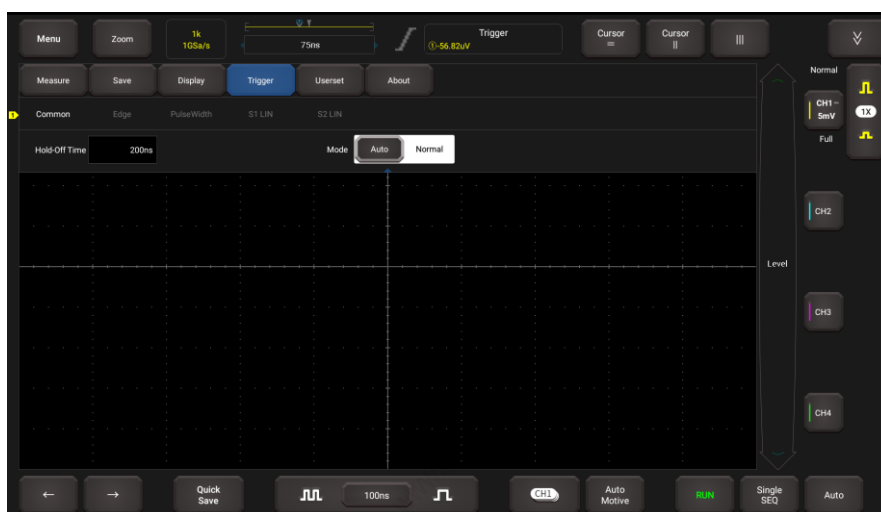 Menu
Zoom
1k
1GSa/s
75ns
Trigger
①-56.82uV
Cursor
Cursor
Measure
Save
Display
Trigger
Userset
About
Normal
CH1
5mV
1X
Full
1
Common
Edge
PulseWidth
S1 LIN
S2 LIN
Hold-Off Time
200ns
Mode
Auto
Normal
CH2
Level
CH3
CH4
←
→
Quick
Save
100ns
CH1
Auto
Motive
RUN
Single
SEQ
Auto